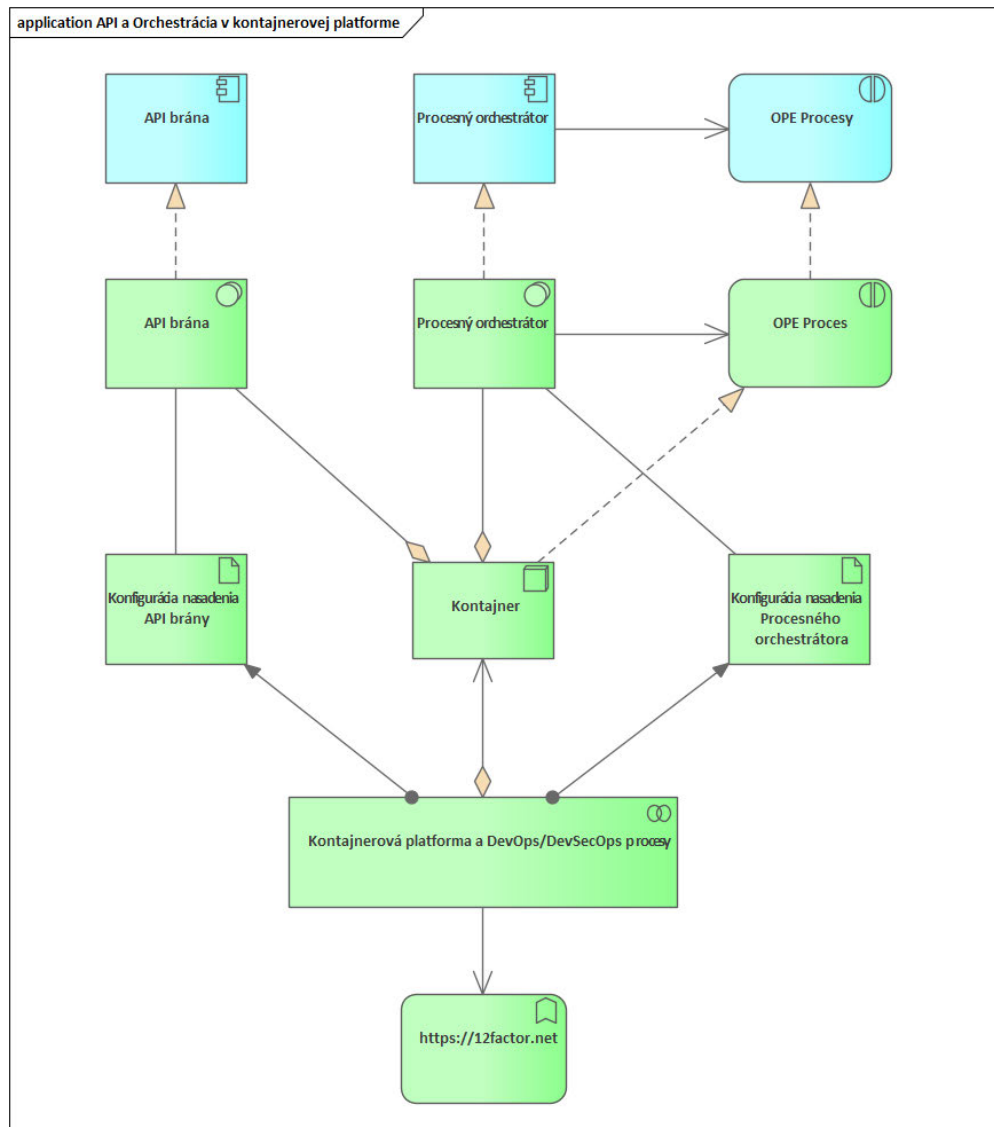 application API a Orchestrácia v kontajnerovej platforme
API brána
Procesný orchestrátor
OPE Procesy
API brána
Procesný orchestrátor
OPE Proces
Konfigurácia nasadenia
API brány
Kontajner
Konfigurácia nasadenia
Procesného
orchestrátora
Kontajnerová platforma a DevOps/DevSecOps procesy
https://12factor.net